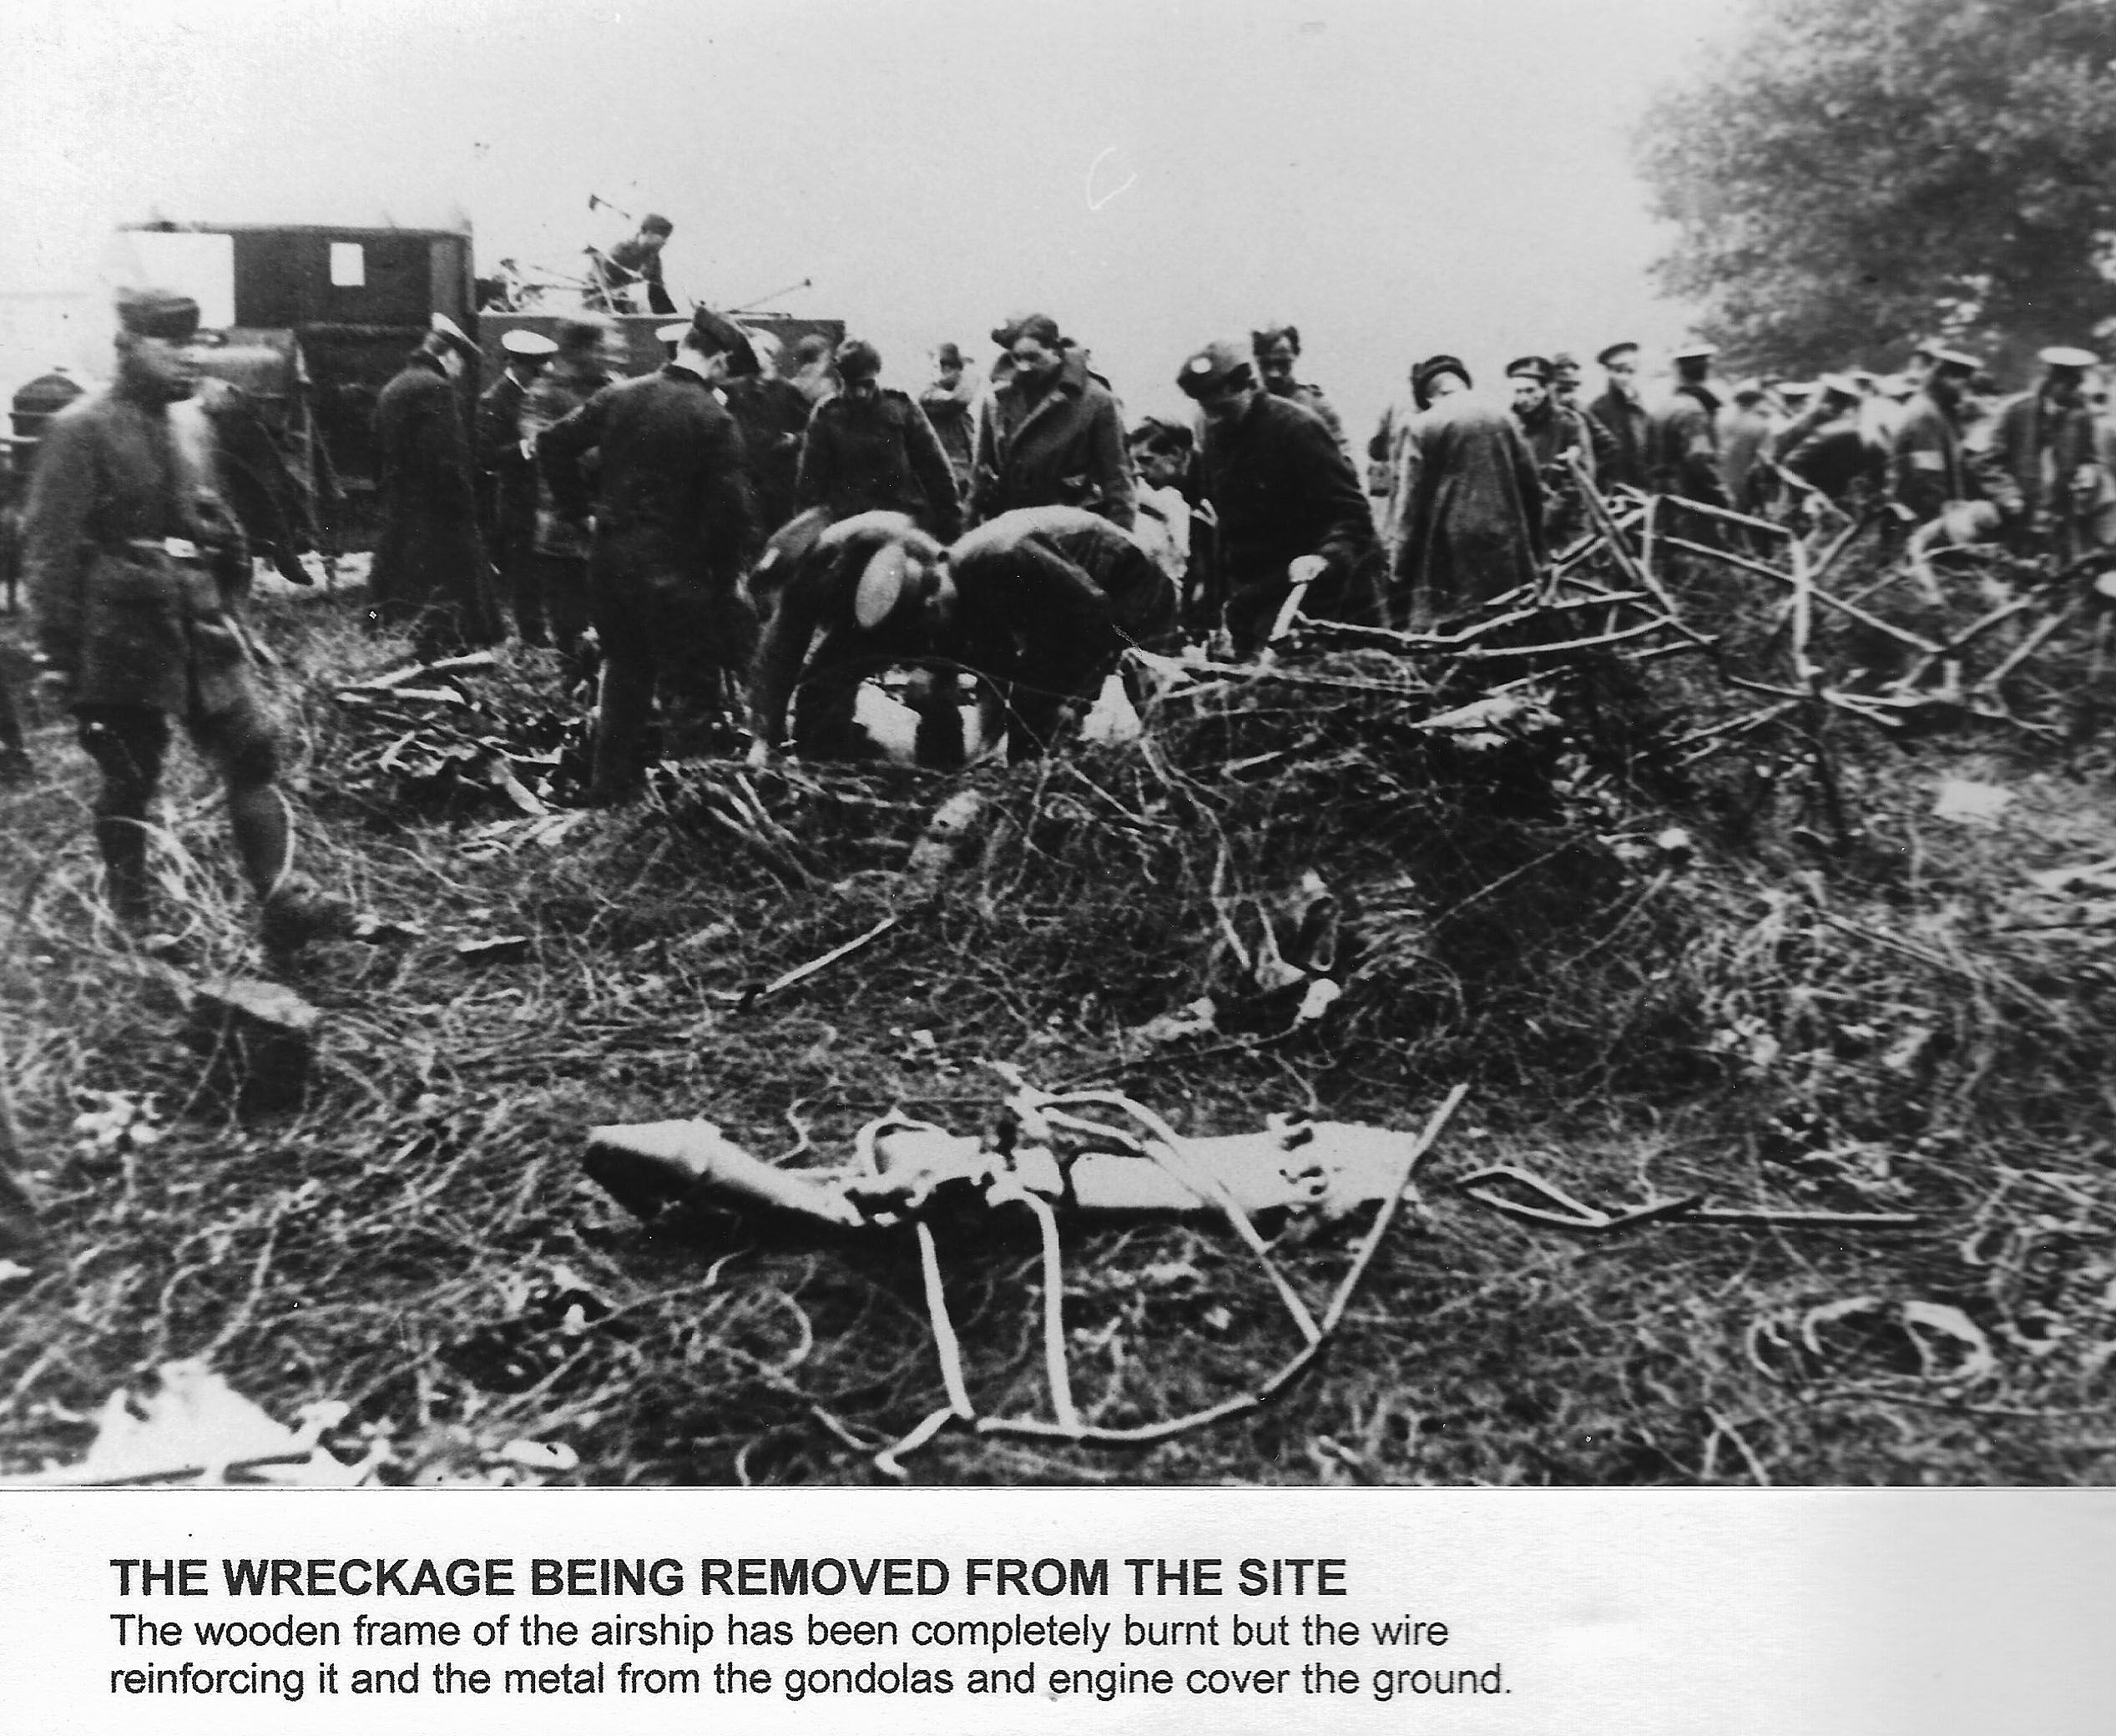 THE WRECKAGE BEING REMOVED FROM THE SITE
The wooden frame of the airship has been completely burnt but the wire
reinforcing it and the metal from the gondolas and engine cover the ground.